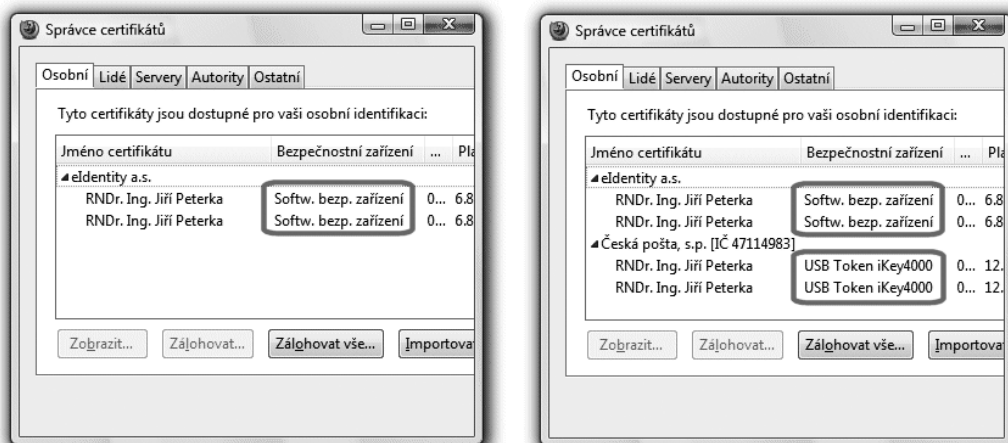 Správce certifikátů
Osobní Lidé Servery Autority Ostatní
Tyto certifikáty jsou dostupné pro vaši osobní identifikaci:
Jméno certifikátu Bezpečnostní zařízení ... Pla
eIdentity a.s.
RNDr. Ing. Jiří Peterka Softw. bezp. zařízení 0... 6.8
RNDr. Ing. Jiří Peterka Softw. bezp. zařízení 0... 6.8
Zobrazit... Zálohovat... Zálohovat vše... Importovat
Správce certifikátů
Osobní Lidé Servery Autority Ostatní
Tyto certifikáty jsou dostupné pro vaši osobní identifikaci:
Jméno certifikátu Bezpečnostní zařízení ... Pla
eIdentity a.s.
RNDr. Ing. Jiří Peterka Softw. bezp. zařízení 0... 6.8
RNDr. Ing. Jiří Peterka Softw. bezp. zařízení 0... 6.8
Česká pošta, s.p. [IČ 47114983]
RNDr. Ing. Jiří Peterka USB Token iKey4000 0... 12.
RNDr. Ing. Jiří Peterka USB Token iKey4000 0... 12.
Zobrazit... Zálohovat... Zálohovat vše... Importovat